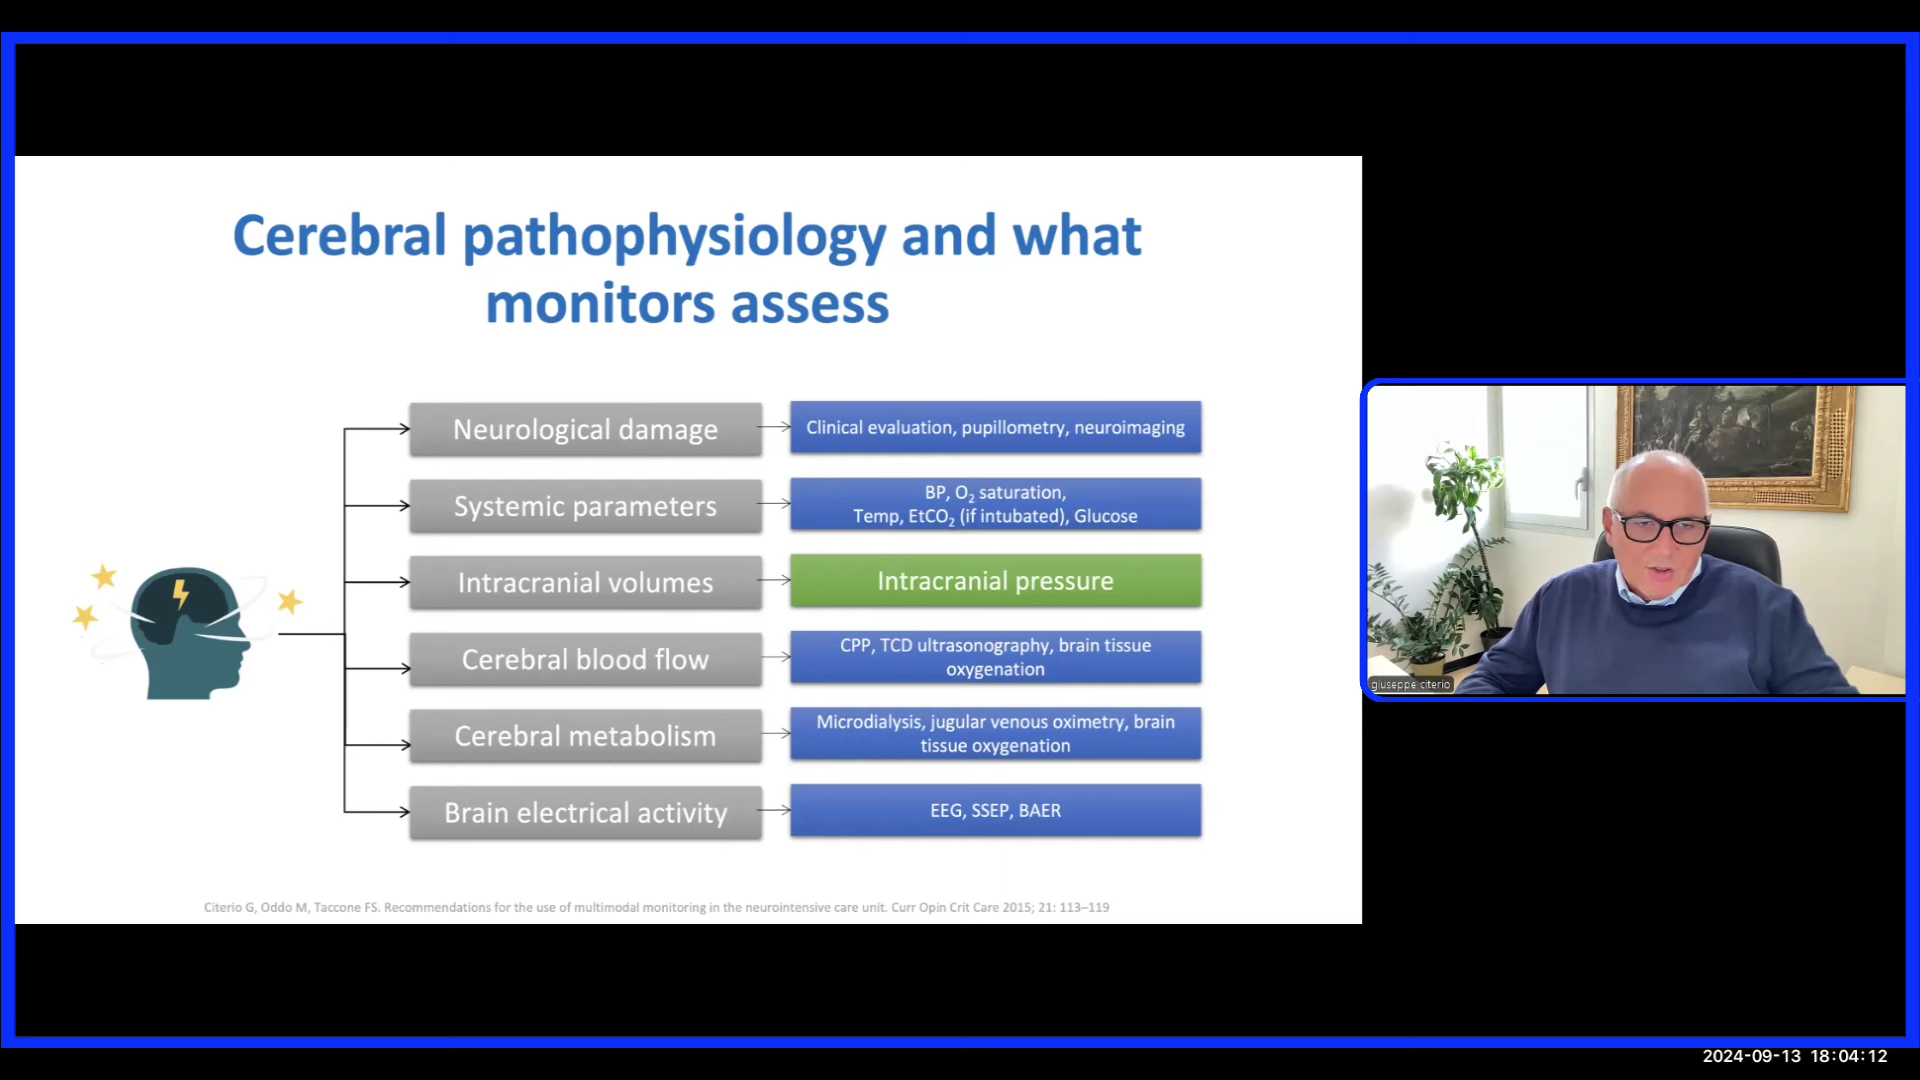 Cerebral pathophysiology and what
monitors assess
Neurological damage
Clinical evaluation, pupillometry, neuroimaging
Systemic parameters
BP, O₂ saturation,
Temp, EtCO₂ (if intubated), Glucose
Intracranial volumes
Intracranial pressure
Cerebral blood flow
CPP, TCD ultrasonography, brain tissue
oxygenation
Cerebral metabolism
Microdialysis, jugular venous oximetry, brain
tissue oxygenation
Brain electrical activity
EEG, SSEP, BAER
Citerio G, Oddo M, Taccone FS. Recommendations for the use of multimodal monitoring in the neurointensive care unit. Curr Opin Crit Care 2015; 21: 113–119
giuseppe citerio
2024-09-13 18:04:12